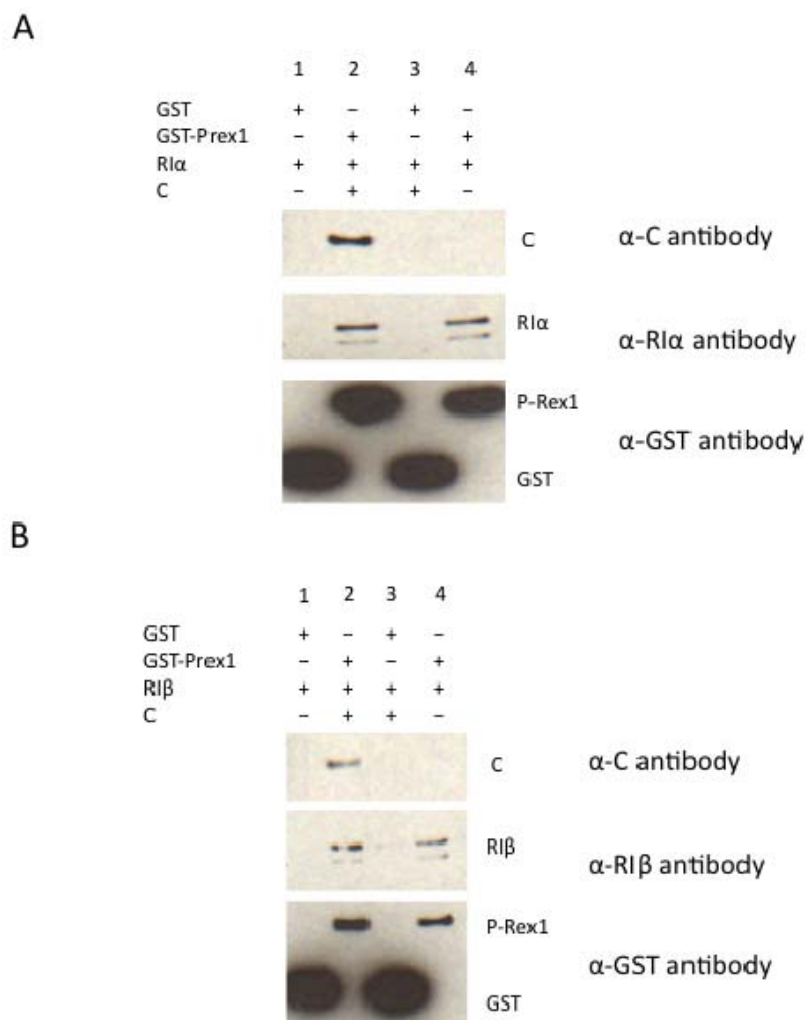 A
1 2 3 4
GST + – + –
GST-Prex1 – + – +
RIα + + + +
C – + + –
C α-C antibody
RIα α-RIα antibody
P-Rex1
α-GST antibody
GST
B
1 2 3 4
GST + – + –
GST-Prex1 – + – +
RIβ + + + +
C – + + –
C α-C antibody
RIβ α-RIβ antibody
P-Rex1
α-GST antibody
GST